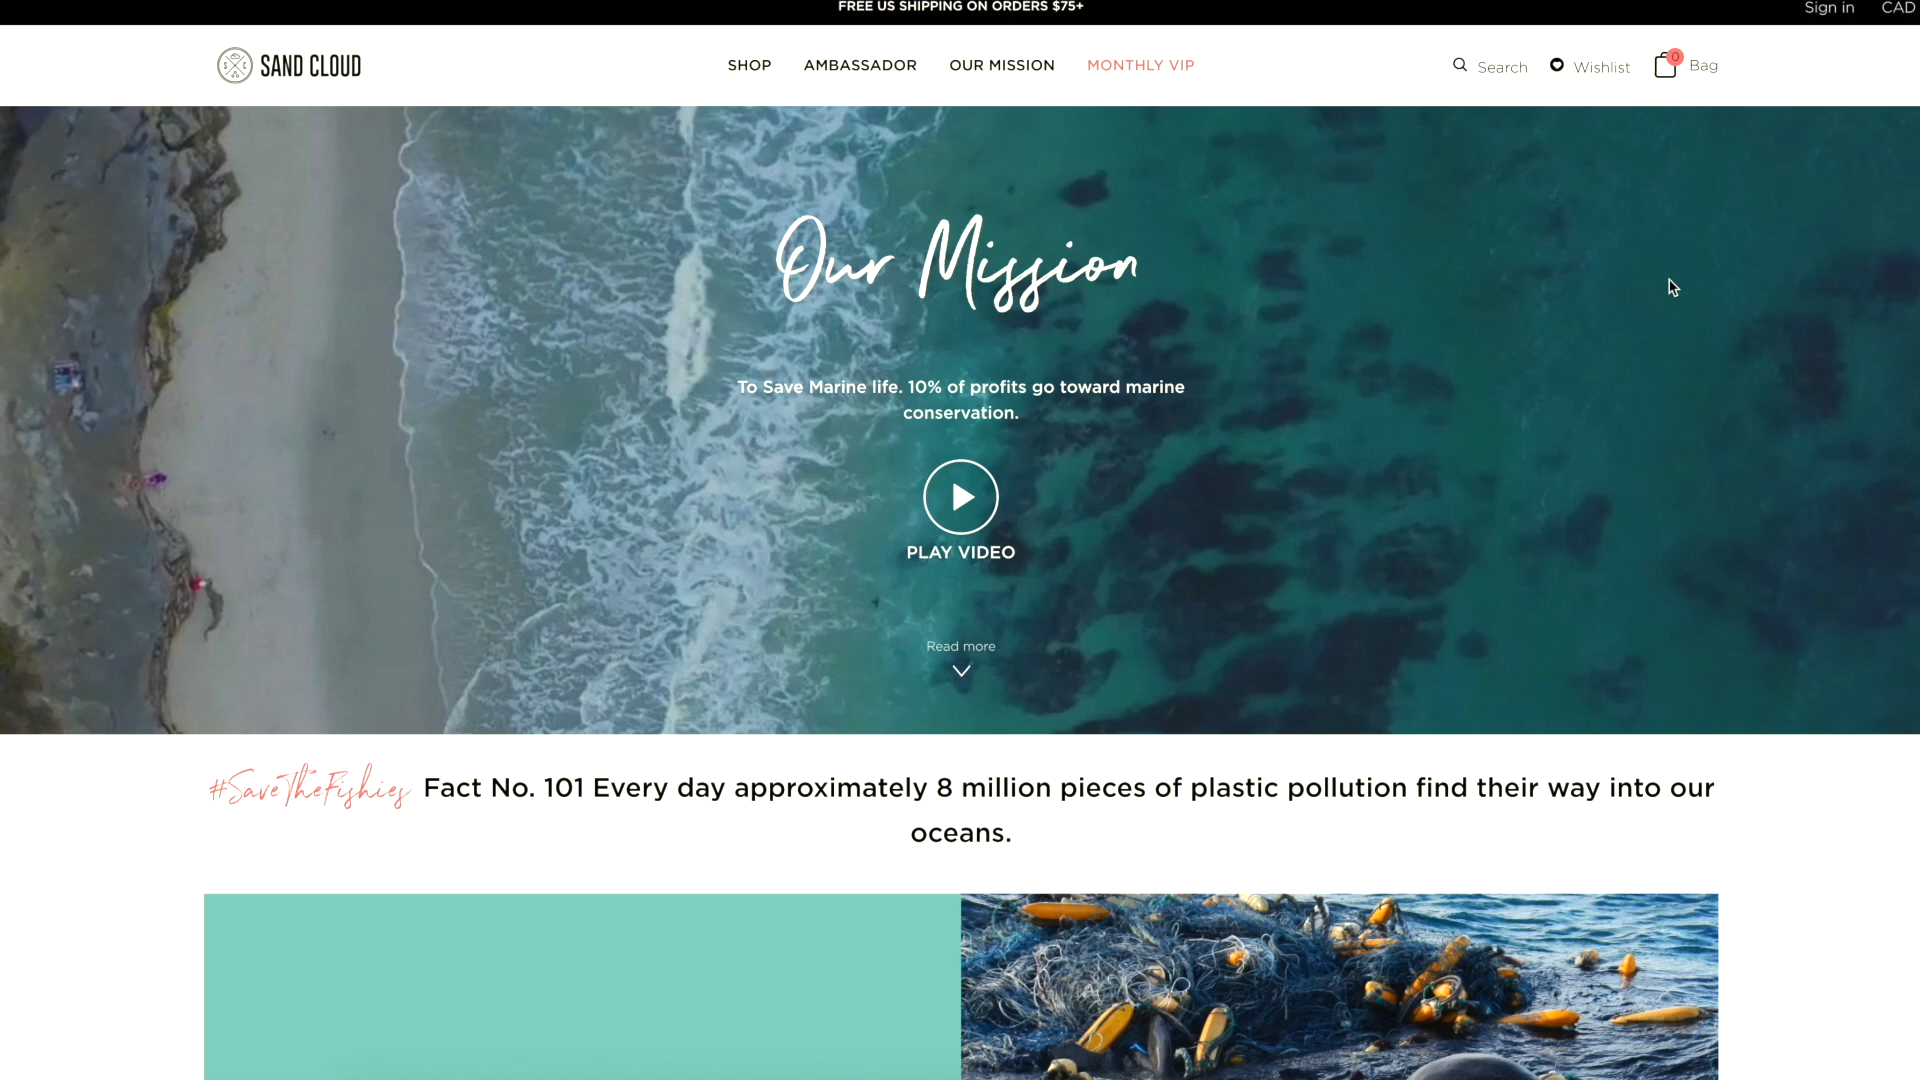 FREE US SHIPPING ON ORDERS $75+
Sign in CAD
SAND CLOUD
SHOP AMBASSADOR OUR MISSION MONTHLY VIP
Search Wishlist 0 Bag
Our Mission
To Save Marine life. 10% of profits go toward marine
conservation.
PLAY VIDEO
Read more
#SaveTheFishies Fact No. 101 Every day approximately 8 million pieces of plastic pollution find their way into our
oceans.